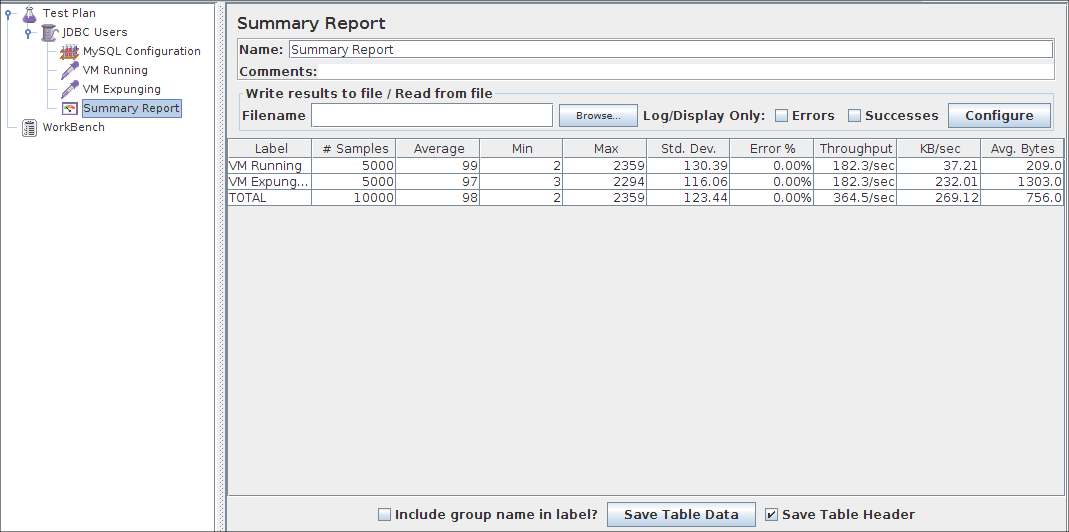 Test Plan
JDBC Users
MySQL Configuration
VM Running
VM Expunging
Summary Report
WorkBench
Summary Report
Name: Summary Report
Comments:
Write results to file / Read from file
Filename Browse... Log/Display Only: Errors Successes Configure
Label # Samples Average Min Max Std. Dev. Error % Throughput KB/sec Avg. Bytes
VM Running 5000 99 2 2359 130.39 0.00% 182.3/sec 37.21 209.0
VM Expung... 5000 97 3 2294 116.06 0.00% 182.3/sec 232.01 1303.0
TOTAL 10000 98 2 2359 123.44 0.00% 364.5/sec 269.12 756.0
Include group name in label? Save Table Data Save Table Header